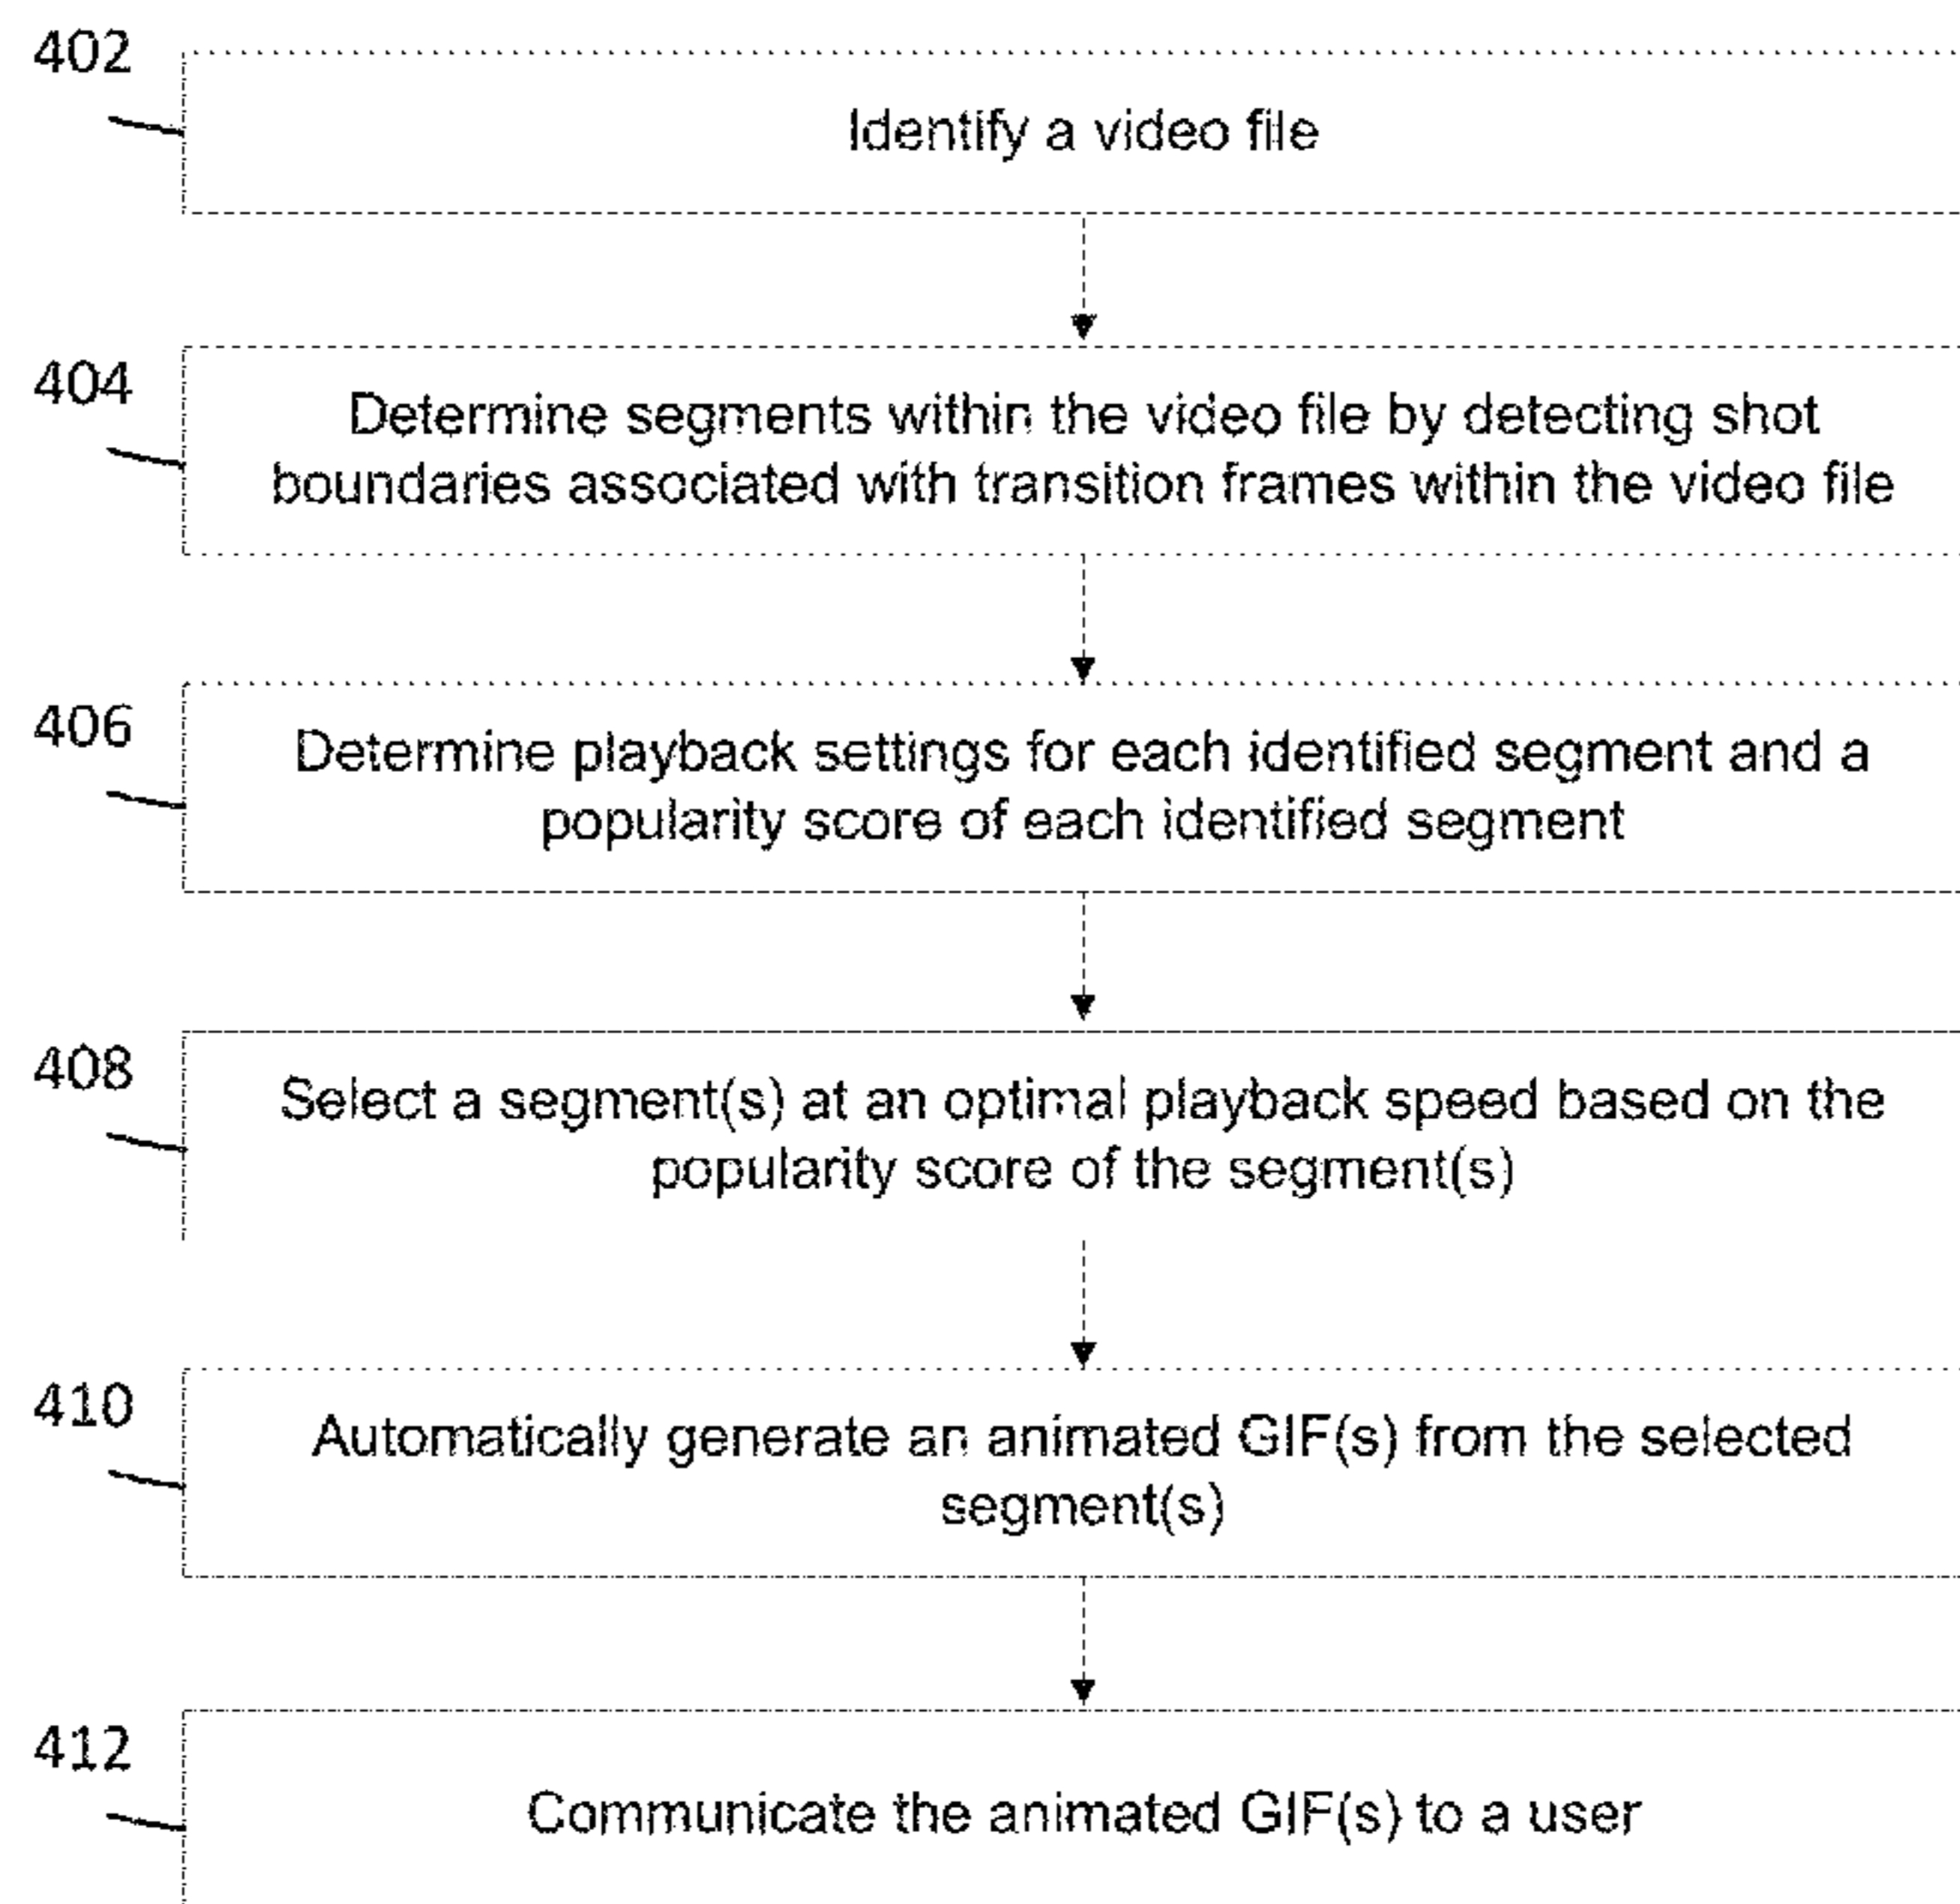 402
Identify a video file
404
Determine segments within the video file by detecting shot
boundaries associated with transition frames within the video file
406
Determine playback settings for each identified segment and a
popularity score of each identified segment
408
Select a segment(s) at an optimal playback speed based on the
popularity score of the segment(s)
410
Automatically generate an animated GIF(s) from the selected
segment(s)
412
Communicate the animated GIF(s) to a user